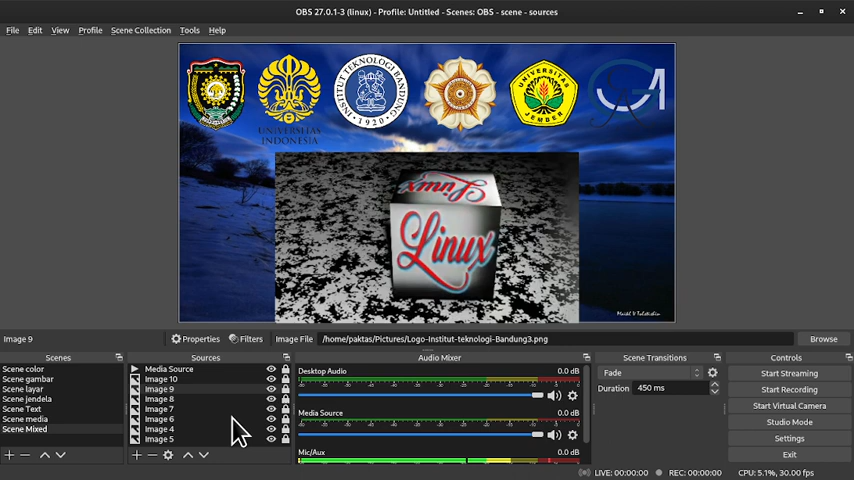 OBS 27.0.1-3 (linux) - Profile: Untitled - Scenes: OBS - scene - sources
File Edit View Profile Scene Collection Tools Help
UNIVERSITAS
INDONESIA
INSTITUT TEKNOLOGI BANDUNG
1920
UNIVERSITAS
JEMBER
Linux
Linux
Image 9 Properties Filters Image File /home/paktas/Pictures/Logo-Institut-teknologi-Bandung3.png Browse
Scenes Sources Audio Mixer Scene Transitions Controls
Scene color
Scene gambar
Scene layar
Scene jendela
Scene Text
Scene media
Scene Mixed
Media Source
Image 10
Image 9
Image 8
Image 7
Image 6
Image 4
Image 5
Desktop Audio 0.0 dB
Media Source 0.0 dB
Mic/Aux 0.0 dB
Fade
Duration 450 ms
Start Streaming
Start Recording
Start Virtual Camera
Studio Mode
Settings
Exit
LIVE: 00:00:00 REC: 00:00:00 CPU: 5.1%, 30.00 fps